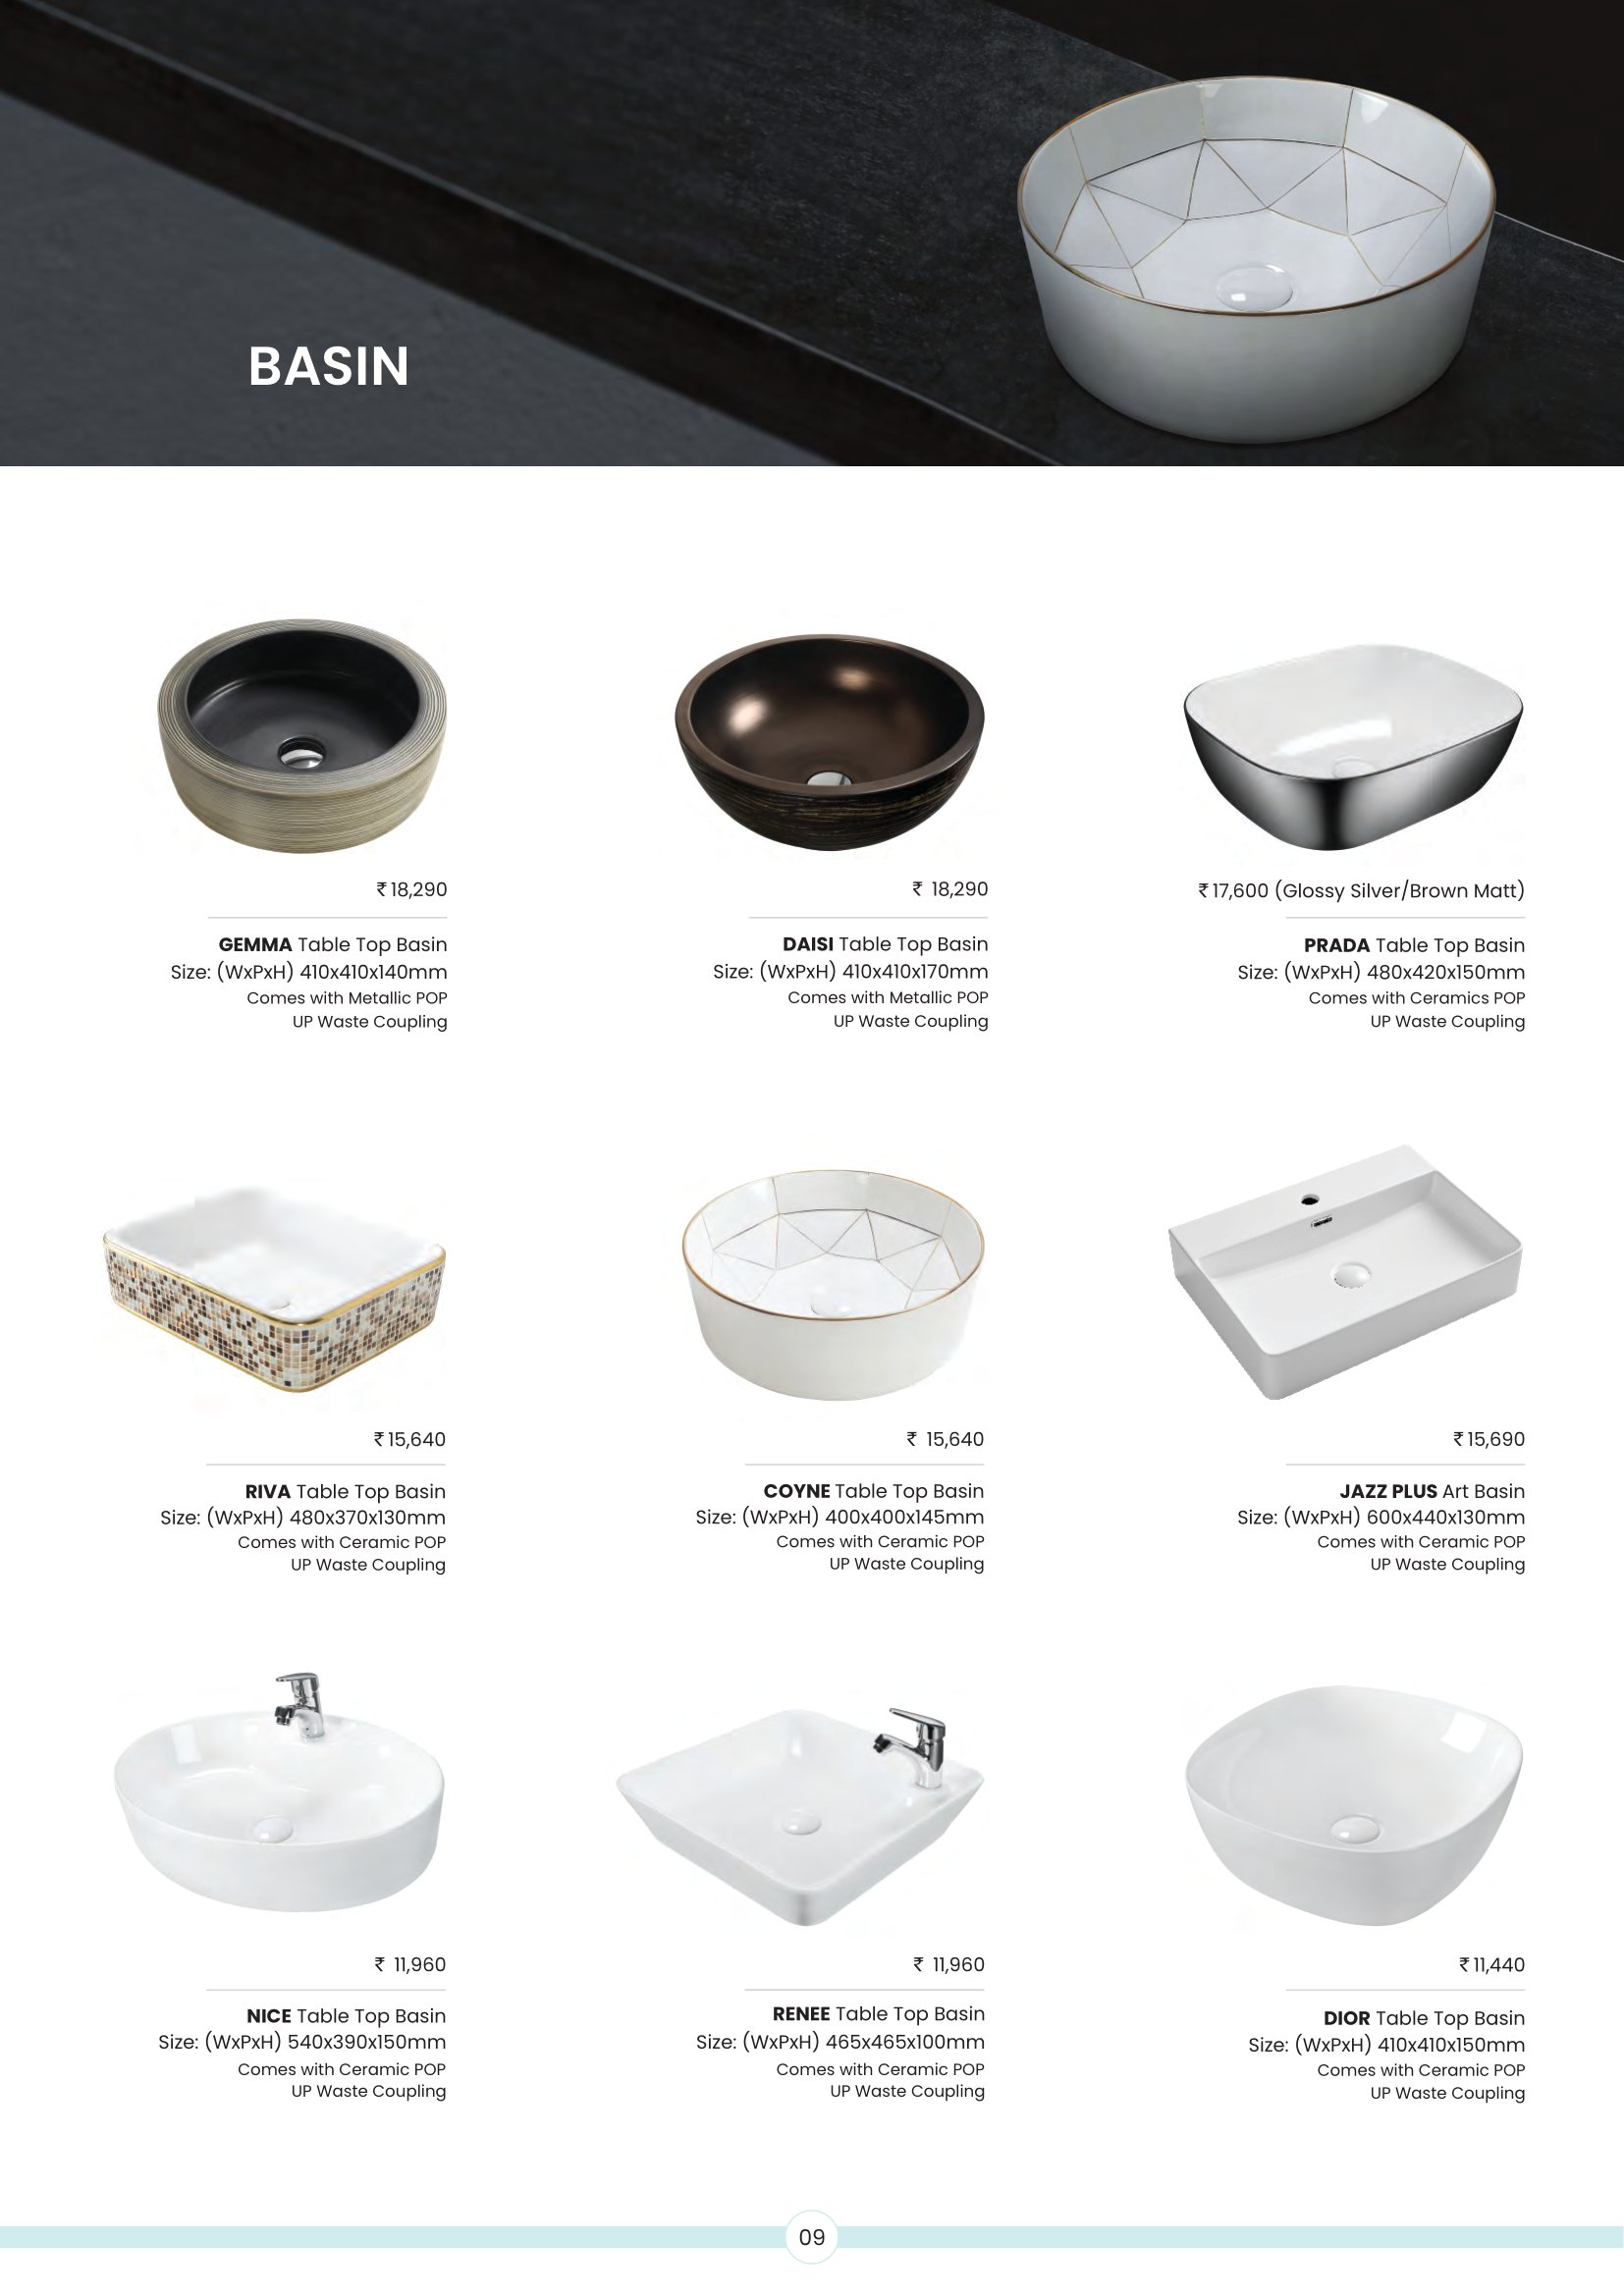 BASIN
₹ 18,290
GEMMA Table Top Basin
Size: (WxPxH) 410x410x140mm
Comes with Metallic POP
UP Waste Coupling
₹ 18,290
DAISI Table Top Basin
Size: (WxPxH) 410x410x170mm
Comes with Metallic POP
UP Waste Coupling
₹ 17,600 (Glossy Silver/Brown Matt)
PRADA Table Top Basin
Size: (WxPxH) 480x420x150mm
Comes with Ceramics POP
UP Waste Coupling
₹ 15,640
RIVA Table Top Basin
Size: (WxPxH) 480x370x130mm
Comes with Ceramic POP
UP Waste Coupling
₹ 15,640
COYNE Table Top Basin
Size: (WxPxH) 400x400x145mm
Comes with Ceramic POP
UP Waste Coupling
₹ 15,690
JAZZ PLUS Art Basin
Size: (WxPxH) 600x440x130mm
Comes with Ceramic POP
UP Waste Coupling
₹ 11,960
NICE Table Top Basin
Size: (WxPxH) 540x390x150mm
Comes with Ceramic POP
UP Waste Coupling
₹ 11,960
RENEE Table Top Basin
Size: (WxPxH) 465x465x100mm
Comes with Ceramic POP
UP Waste Coupling
₹ 11,440
DIOR Table Top Basin
Size: (WxPxH) 410x410x150mm
Comes with Ceramic POP
UP Waste Coupling
09